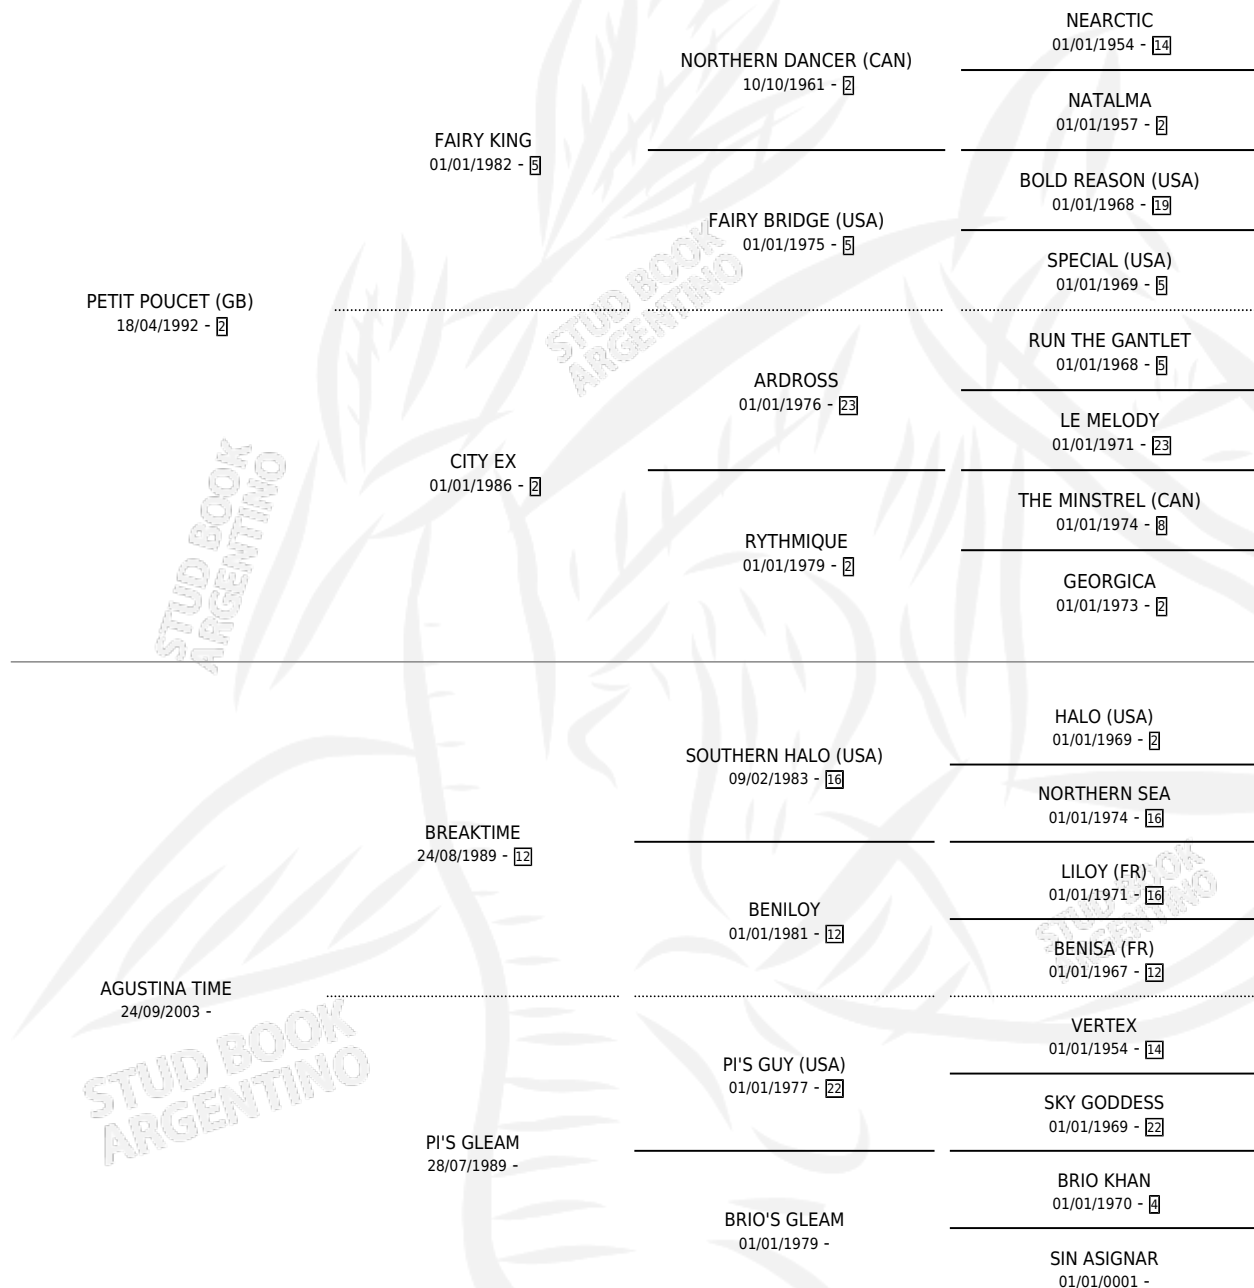 NEARCTIC
01/01/1954 - 14
NORTHERN DANCER (CAN)
10/10/1961 - 2
NATALMA
01/01/1957 - 2
FAIRY KING
01/01/1982 - 5
BOLD REASON (USA)
01/01/1968 - 19
FAIRY BRIDGE (USA)
01/01/1975 - 5
SPECIAL (USA)
01/01/1969 - 5
PETIT POUCET (GB)
18/04/1992 - 2
STUD BOOK
ARGENTINO
RUN THE GANTLET
01/01/1968 - 5
ARDROSS
01/01/1976 - 23
LE MELODY
01/01/1971 - 23
CITY EX
01/01/1986 - 2
THE MINSTREL (CAN)
01/01/1974 - 8
RYTHMIQUE
01/01/1979 - 2
GEORGICA
01/01/1973 - 2
STUD BOOK
ARGENTINO
HALO (USA)
01/01/1969 - 2
SOUTHERN HALO (USA)
09/02/1983 - 16
NORTHERN SEA
01/01/1974 - 16
BREAKTIME
24/08/1989 - 12
LILOY (FR)
01/01/1971 - 16
BENILOY
01/01/1981 - 12
BENISA (FR)
01/01/1967 - 12
STUD BOOK
ARGENTINO
AGUSTINA TIME
24/09/2003 -
VERTEX
01/01/1954 - 14
PI'S GUY (USA)
01/01/1977 - 22
SKY GODDESS
01/01/1969 - 22
STUD BOOK
ARGENTINO
PI'S GLEAM
28/07/1989 -
BRIO KHAN
01/01/1970 - 4
BRIO'S GLEAM
01/01/1979 -
SIN ASIGNAR
01/01/0001 -